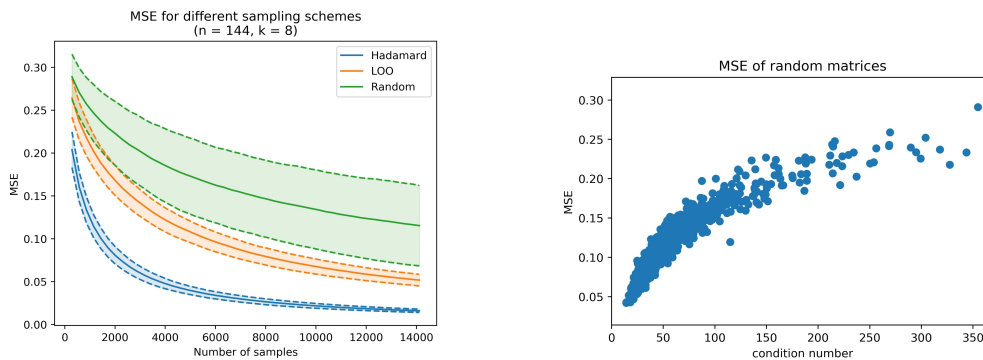 MSE for different sampling schemes
(n = 144, k = 8)
Hadamard
LOO
Random
0.30
0.25
0.20
0.15
0.10
0.05
0.00
MSE
0 2000 4000 6000 8000 10000 12000 14000
Number of samples
MSE of random matrices
0.30
0.25
0.20
0.15
0.10
0.05
MSE
0 50 100 150 200 250 300 350
condition number